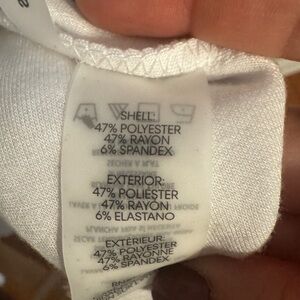 SHELL:
47% POLYESTER
47% RAYON
6% SPANDEX
EXTERIOR:
47% POLIÉSTER
47% RAYON
6% ELASTANO
EXTÉRIEUR:
47% POLYESTER
47% RAYONNE
6% SPANDEX